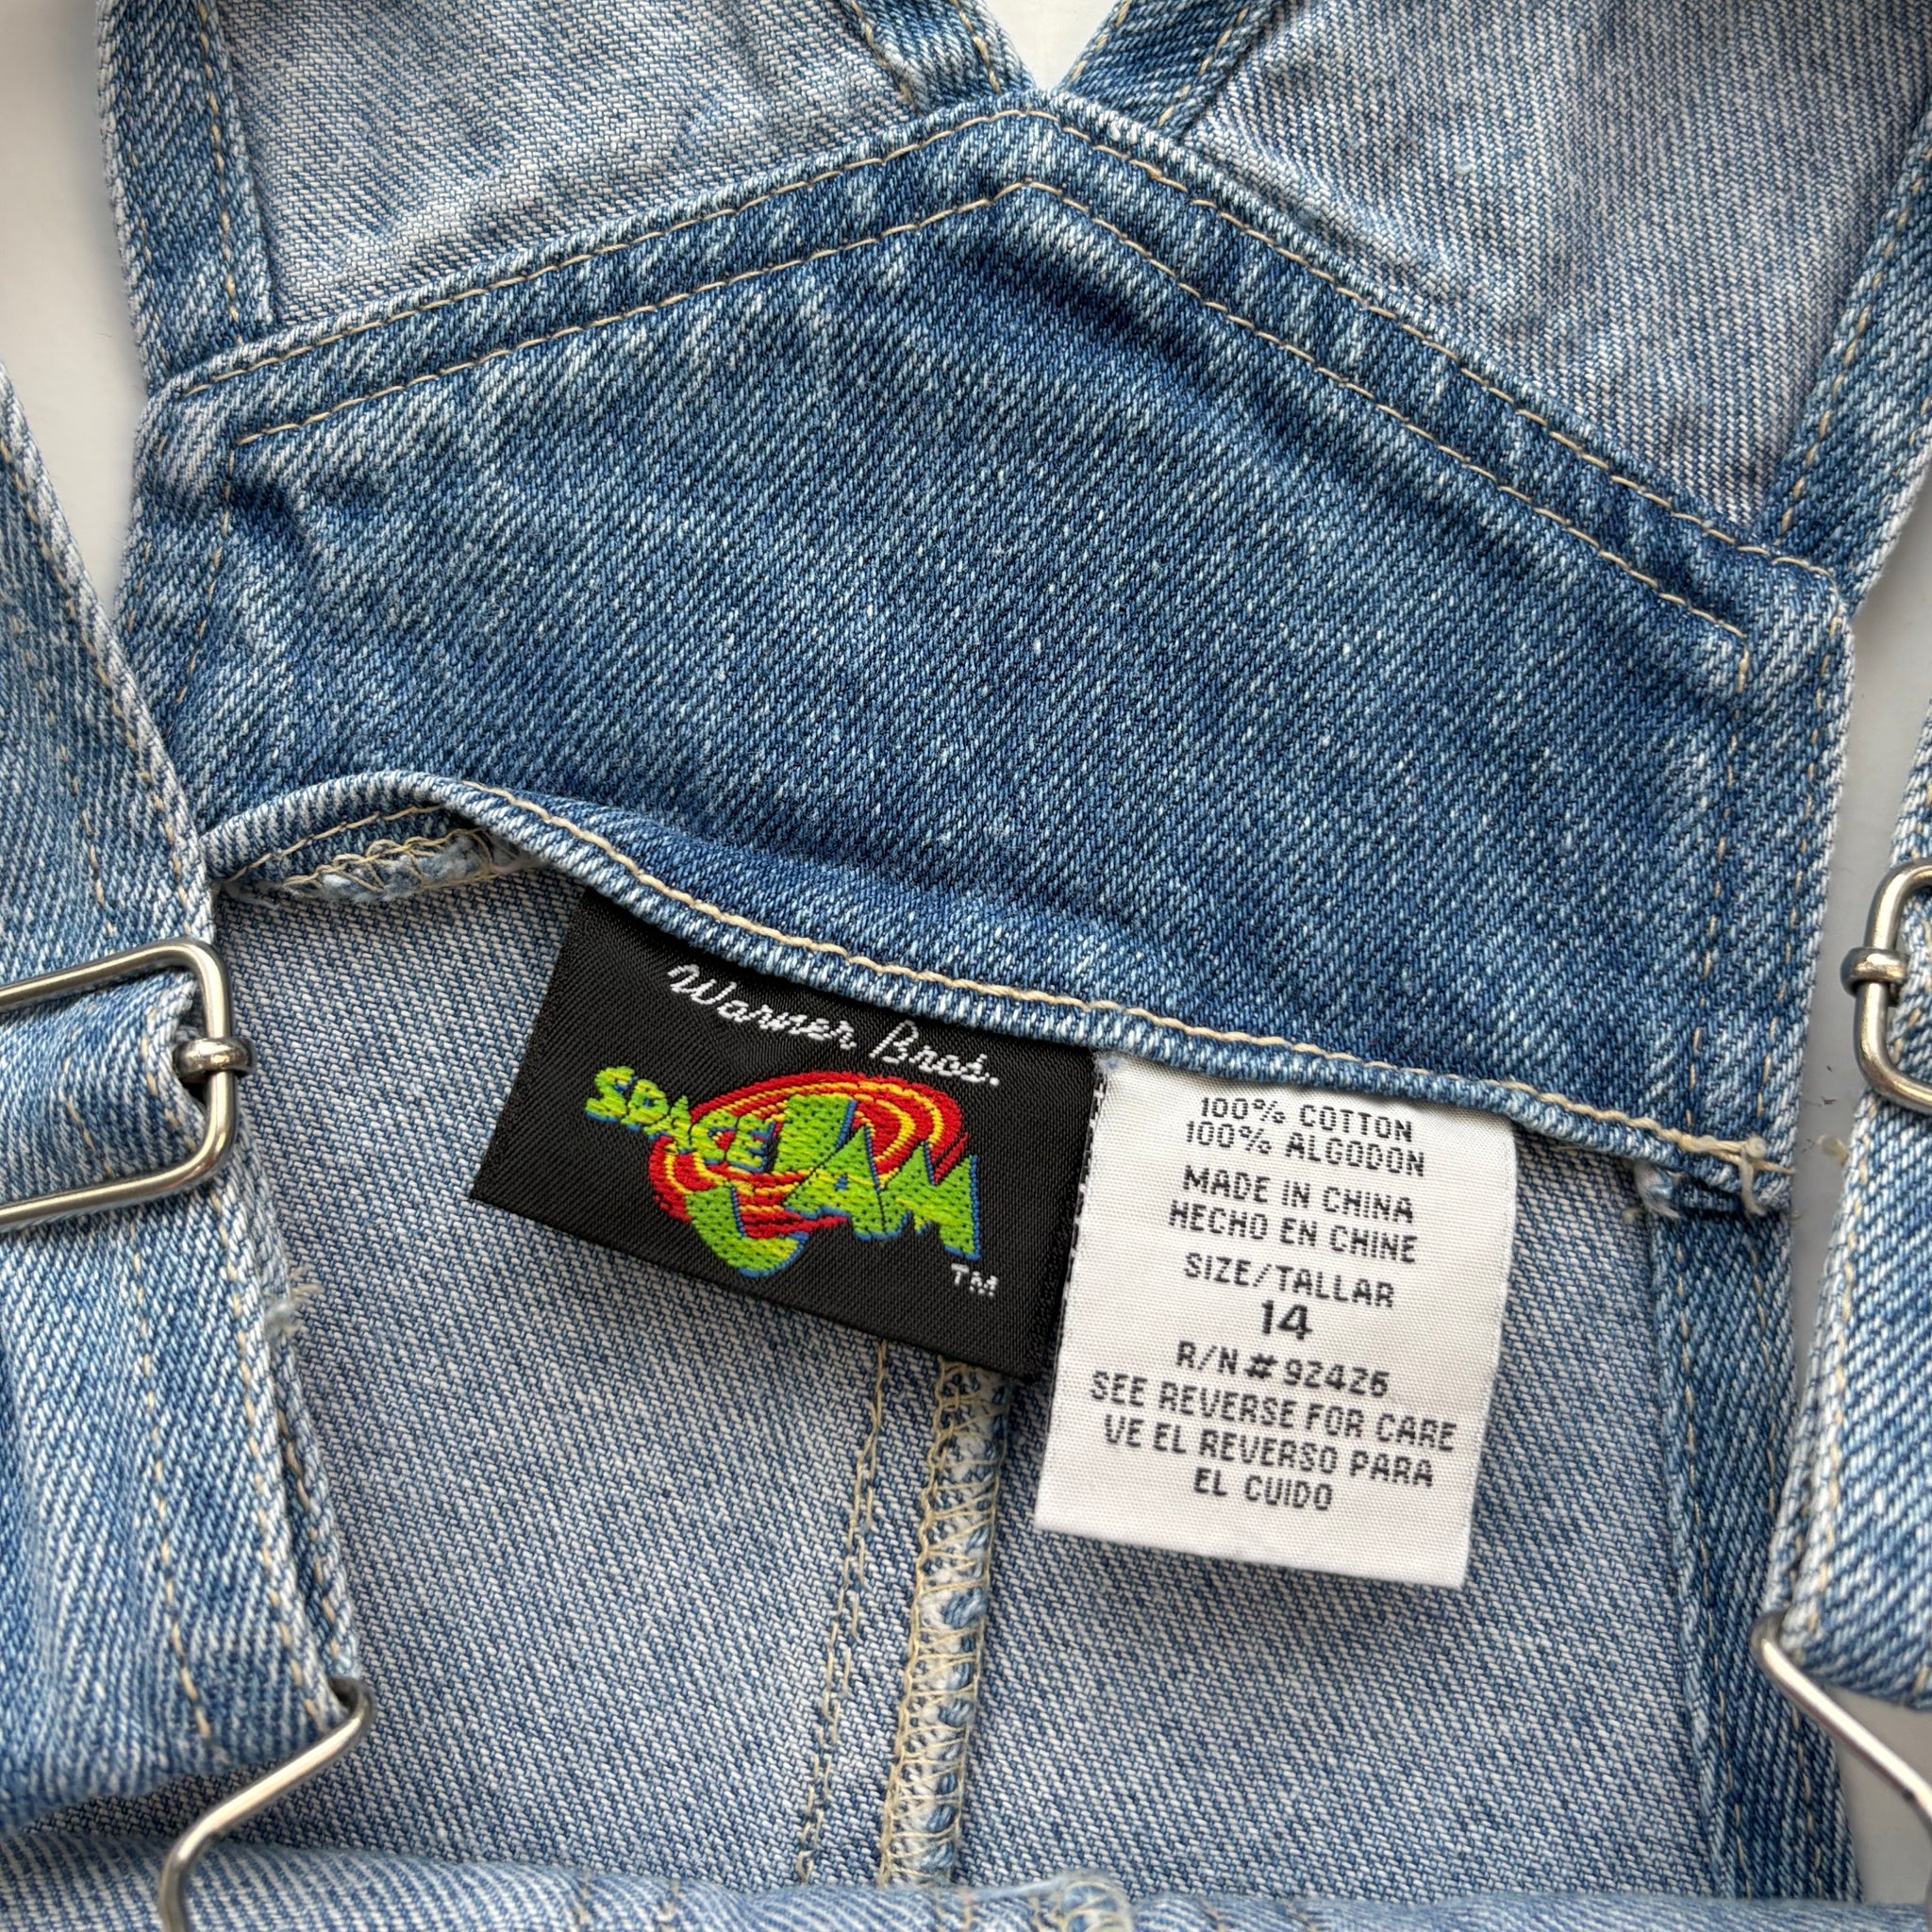 Warner Bros.
SPACE JAM
TM
100% COTTON
100% ALGODON
MADE IN CHINA
HECHO EN CHINE
SIZE/TALLAR
14
R/N # 92426
SEE REVERSE FOR CARE
VE EL REVERSO PARA
EL CUIDO